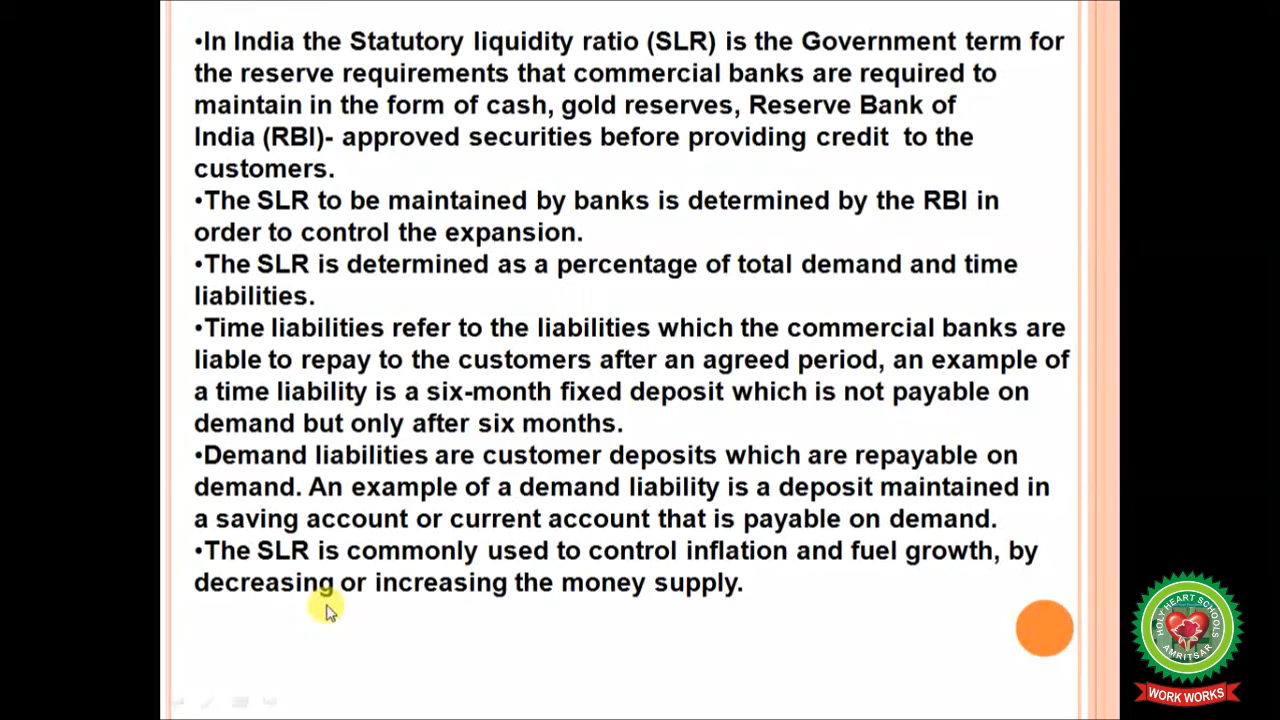 •In India the Statutory liquidity ratio (SLR) is the Government term for
the reserve requirements that commercial banks are required to
maintain in the form of cash, gold reserves, Reserve Bank of
India (RBI)- approved securities before providing credit to the
customers.
•The SLR to be maintained by banks is determined by the RBI in
order to control the expansion.
•The SLR is determined as a percentage of total demand and time
liabilities.
•Time liabilities refer to the liabilities which the commercial banks are
liable to repay to the customers after an agreed period, an example of
a time liability is a six-month fixed deposit which is not payable on
demand but only after six months.
•Demand liabilities are customer deposits which are repayable on
demand. An example of a demand liability is a deposit maintained in
a saving account or current account that is payable on demand.
•The SLR is commonly used to control inflation and fuel growth, by
decreasing or increasing the money supply.
HOLY HEART SCHOOLS
AMRITSAR
WORK WORKS